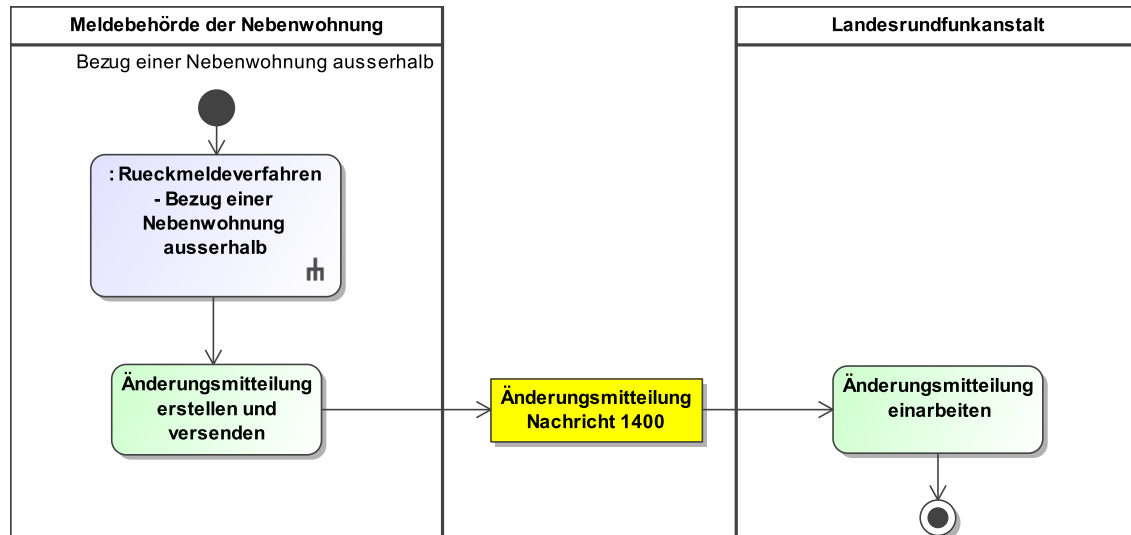 Meldebehörde der Nebenwohnung
Landesrundfunkanstalt
Bezug einer Nebenwohnung ausserhalb
: Rueckmeldeverfahren
- Bezug einer
Nebenwohnung
ausserhalb
Änderungsmitteilung
erstellen und
versenden
Änderungsmitteilung
Nachricht 1400
Änderungsmitteilung
einarbeiten